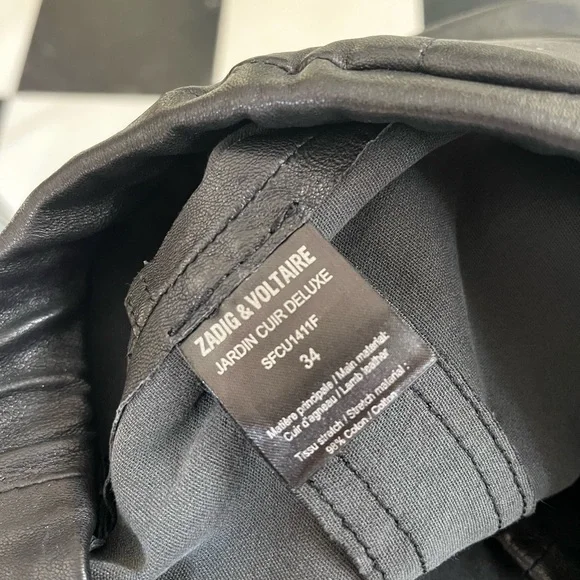 ZADIG & VOLTAIRE
JARDIN CUIR DELUXE
SFCU1411F
34
Matière principale / Main material:
Cuir d'agneau / Lamb leather
Tissu stretch / Stretch material :
98% Coton / Cotton